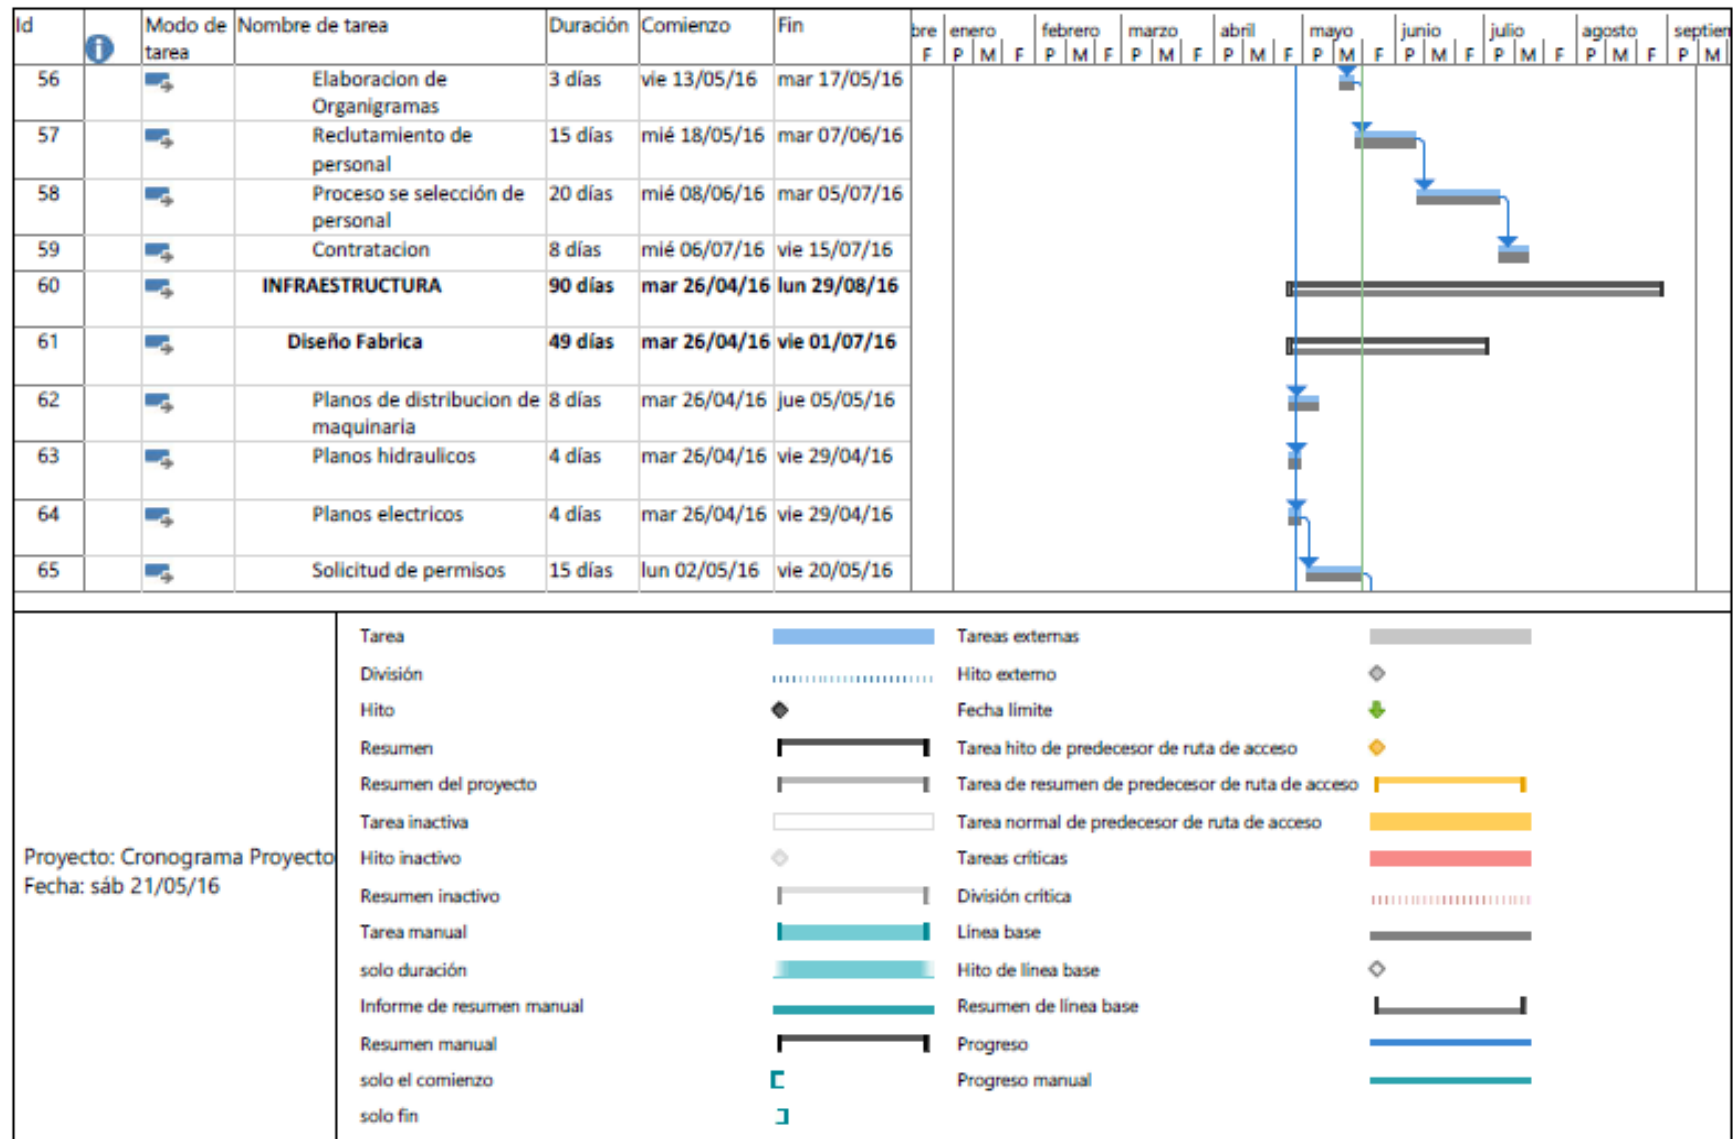 Id Modo de tarea Nombre de tarea Duración Comienzo Fin bre enero febrero marzo abril mayo junio julio agosto septien
F P M F P M F P M F P M F P M F P M F P M F P M F P M
56 Elaboracion de Organigramas 3 días vie 13/05/16 mar 17/05/16
57 Reclutamiento de personal 15 días mié 18/05/16 mar 07/06/16
58 Proceso se selección de personal 20 días mié 08/06/16 mar 05/07/16
59 Contratacion 8 días mié 06/07/16 vie 15/07/16
60 INFRAESTRUCTURA 90 días mar 26/04/16 lun 29/08/16
61 Diseño Fabrica 49 días mar 26/04/16 vie 01/07/16
62 Planos de distribucion de maquinaria 8 días mar 26/04/16 jue 05/05/16
63 Planos hidraulicos 4 días mar 26/04/16 vie 29/04/16
64 Planos electricos 4 días mar 26/04/16 vie 29/04/16
65 Solicitud de permisos 15 días lun 02/05/16 vie 20/05/16
Proyecto: Cronograma Proyecto
Fecha: sáb 21/05/16
Tarea
División
Hito
Resumen
Resumen del proyecto
Tarea inactiva
Hito inactivo
Resumen inactivo
Tarea manual
solo duración
Informe de resumen manual
Resumen manual
solo el comienzo
solo fin
Tareas externas
Hito externo
Fecha límite
Tarea hito de predecesor de ruta de acceso
Tarea de resumen de predecesor de ruta de acceso
Tarea normal de predecesor de ruta de acceso
Tareas críticas
División crítica
Línea base
Hito de línea base
Resumen de línea base
Progreso
Progreso manual